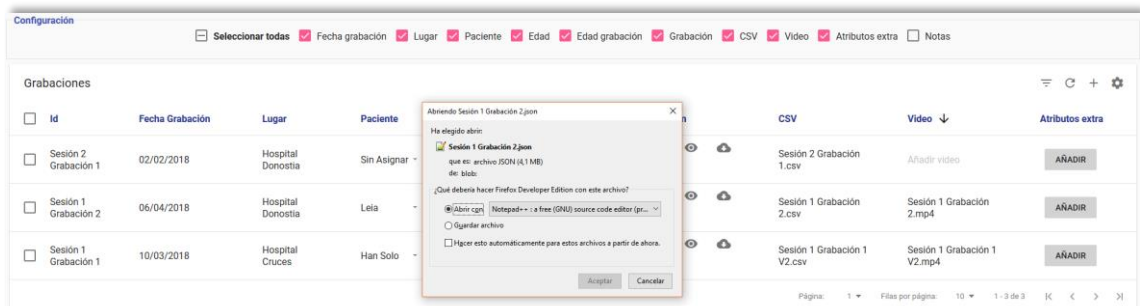 Configuración
Seleccionar todas Fecha grabación Lugar Paciente Edad Edad grabación Grabación CSV Video Atributos extra Notas
Grabaciones
Id Fecha Grabación Lugar Paciente n CSV Video Atributos extra
Abriendo Sesión 1 Grabación 2.json
Ha elegido abrir:
Sesión 1 Grabación 2.json
que es: archivo JSON (4,1 MB)
de: blob:
¿Qué debería hacer Firefox Developer Edition con este archivo?
Abrir con Notepad++ : a free (GNU) source code editor (pr...
Guardar archivo
Hacer esto automáticamente para estos archivos a partir de ahora.
Aceptar Cancelar
Sesión 2
Grabación 1
02/02/2018
Hospital
Donostia
Sin Asignar
Sesión 2 Grabación
1.csv
Añadir video
AÑADIR
Sesión 1
Grabación 2
06/04/2018
Hospital
Donostia
Leia
Sesión 1 Grabación
2.csv
Sesión 1 Grabación
2.mp4
AÑADIR
Sesión 1
Grabación 1
10/03/2018
Hospital
Cruces
Han Solo
Sesión 1 Grabación 1
V2.csv
Sesión 1 Grabación 1
V2.mp4
AÑADIR
Página: 1 Filas por página: 10 1 - 3 de 3